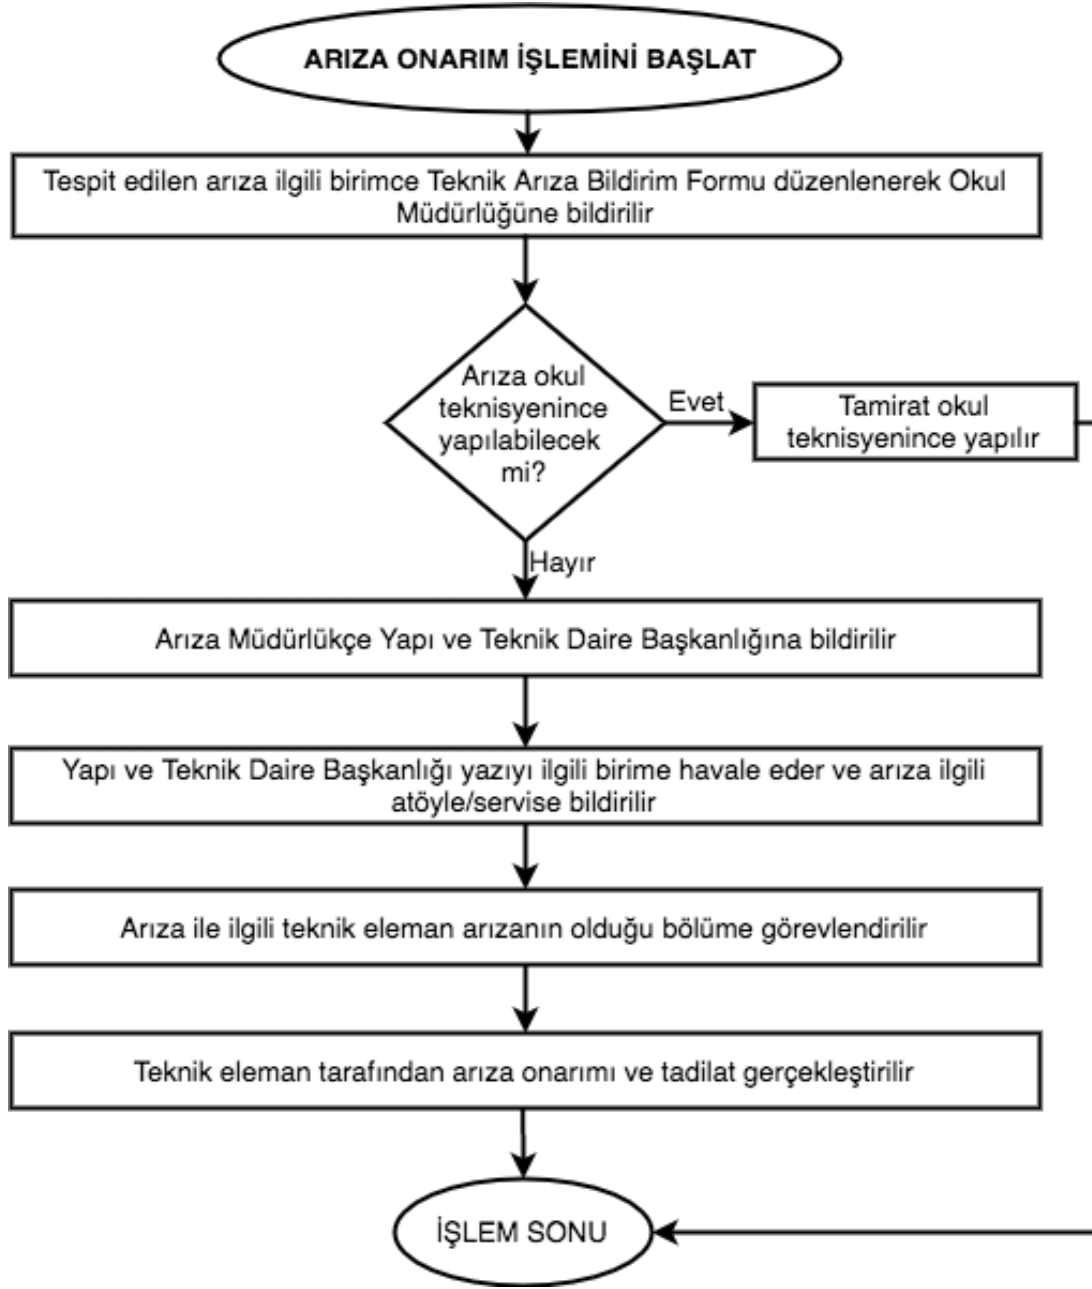 ARIZA ONARIM İŞLEMİNİ BAŞLAT
Tespit edilen arıza ilgili birimce Teknik Arıza Bildirim Formu düzenlenerek Okul
Müdürlüğüne bildirilir
Arıza okul
teknisyenince
yapılabilecek
mi?
Evet
Tamirat okul
teknisyenince yapılır
Hayır
Arıza Müdürlükçe Yapı ve Teknik Daire Başkanlığına bildirilir
Yapı ve Teknik Daire Başkanlığı yazıyı ilgili birime havale eder ve arıza ilgili
atöyle/servise bildirilir
Arıza ile ilgili teknik eleman arızanın olduğu bölüme görevlendirilir
Teknik eleman tarafından arıza onarımı ve tadilat gerçekleştirilir
İŞLEM SONU